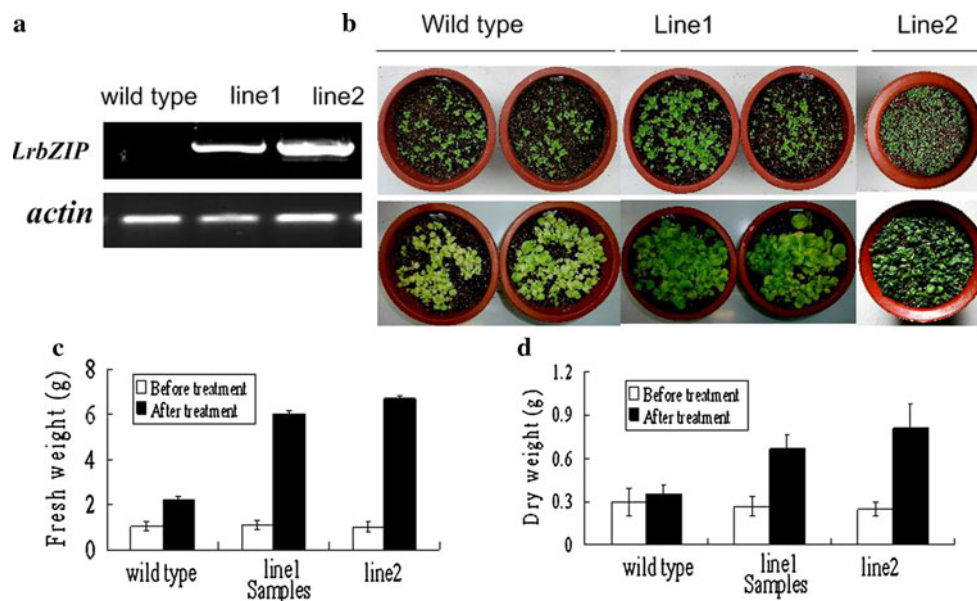 a
wild type line1 line2
LrbZIP
actin
b
Wild type Line1 Line2
c
Fresh weight (g)
8
6
4
2
0
Before treatment
After treatment
wild type line1 line2
Samples
d
Dry weight (g)
1.2
0.9
0.6
0.3
0
Before treatment
After treatment
wild type line1 line2
Samples